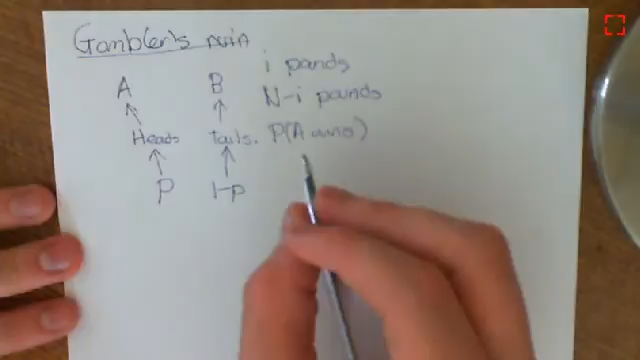 Gambler's ruin
A B i pounds
N-i pounds
Heads Tails. P(A wins)
P 1-p